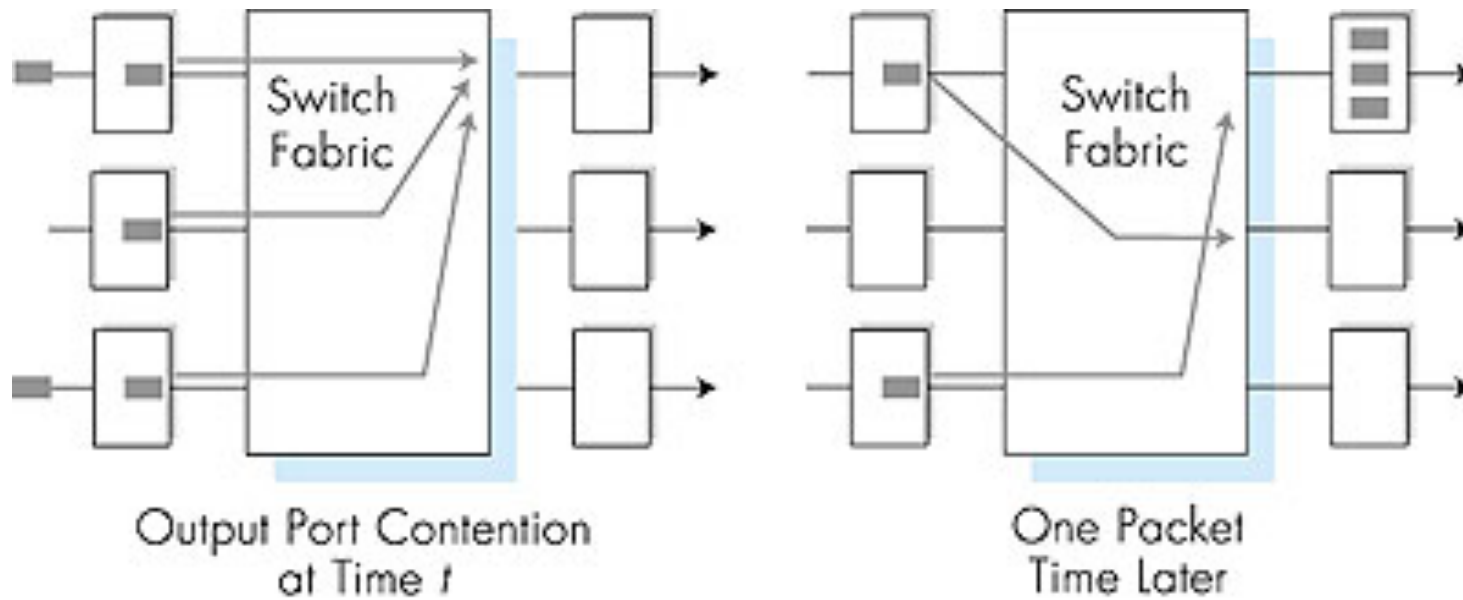 Switch
Fabric
Switch
Fabric
Output Port Contention
at Time t
One Packet
Time Later